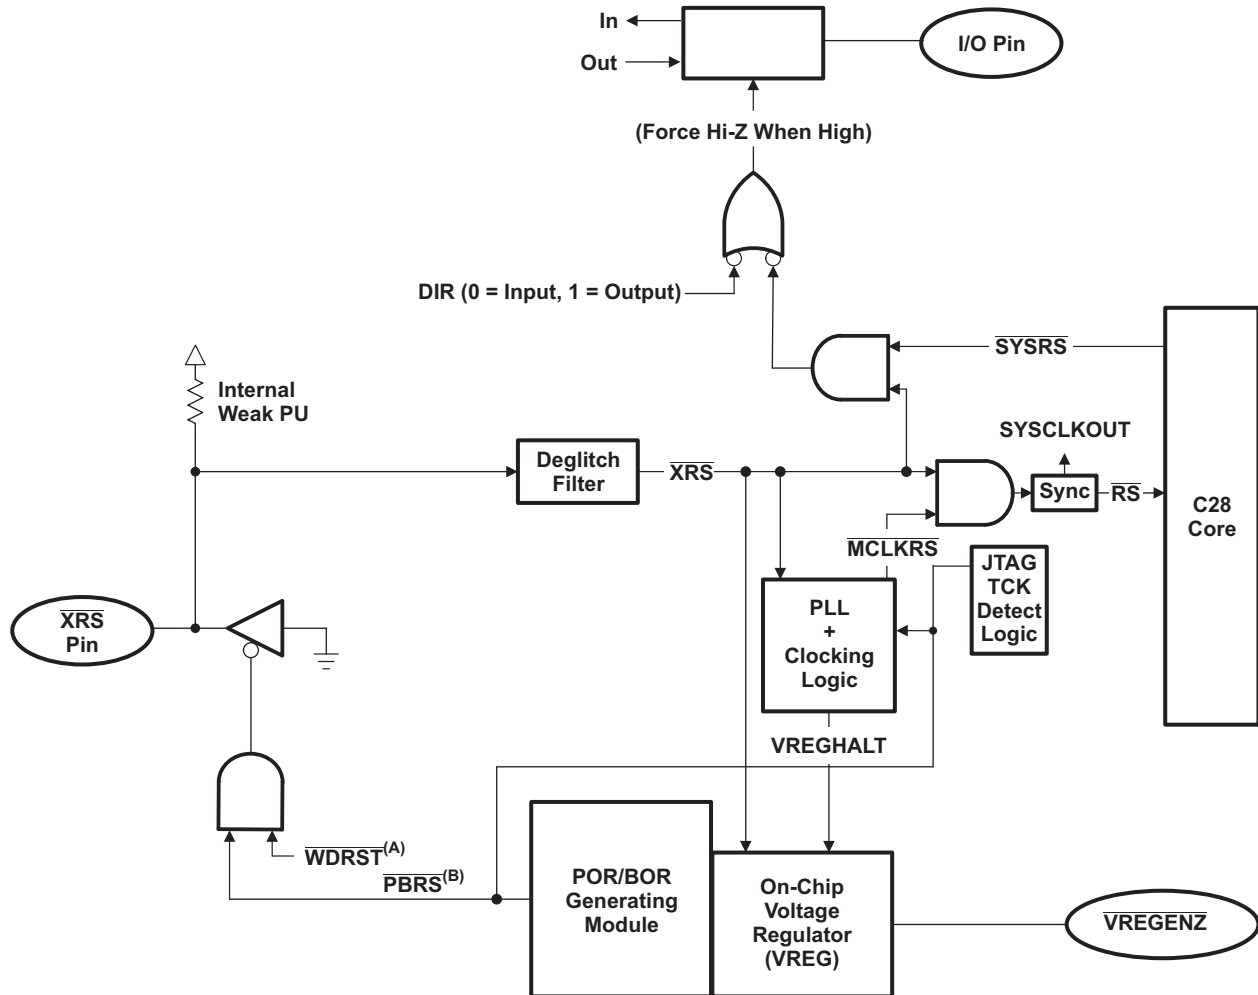 In
Out
I/O Pin
(Force Hi-Z When High)
DIR (0 = Input, 1 = Output)
SYSRS
Internal
Weak PU
SYSCLKOUT
Deglitch
Filter
XRS
Sync
RS
C28
Core
MCLKRS
JTAG
TCK
Detect
Logic
XRS
Pin
PLL
+
Clocking
Logic
VREGHALT
WDRST(A)
PBRS(B)
POR/BOR
Generating
Module
On-Chip
Voltage
Regulator
(VREG)
VREGENZ